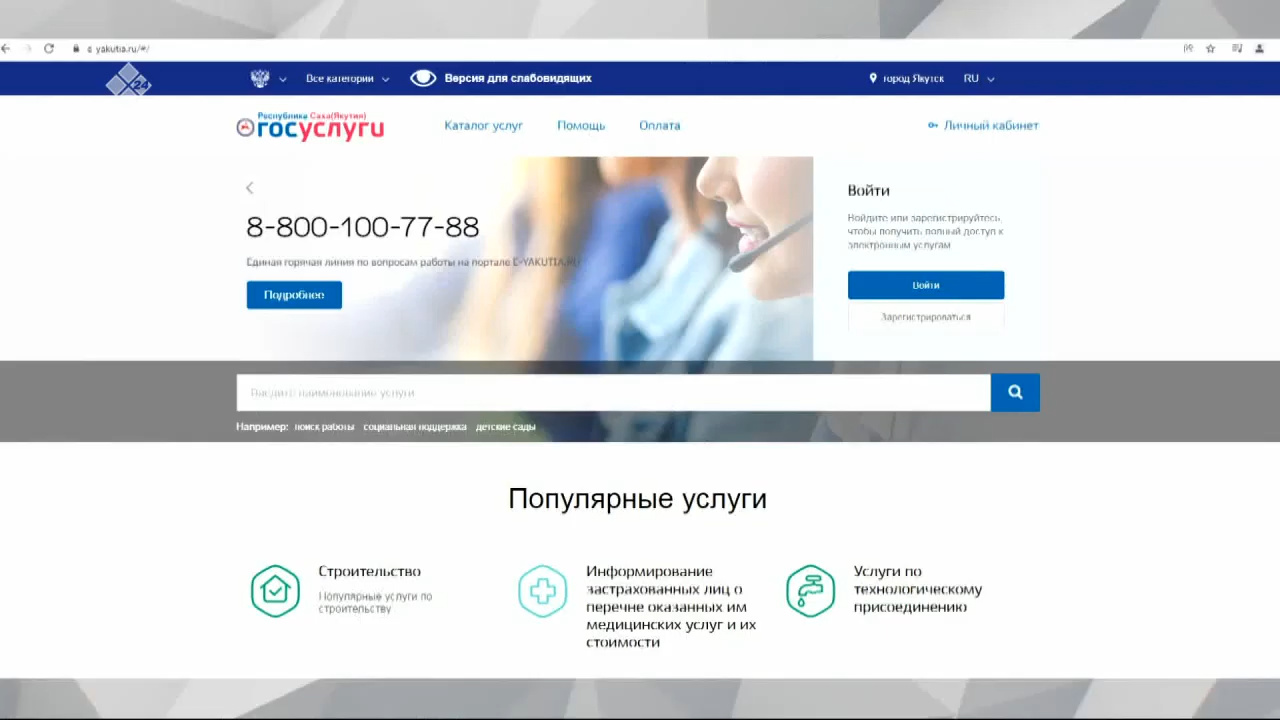 e-yakutia.ru/#/
24
Все категории
Версия для слабовидящих
город Якутск
RU
Республика Саха(Якутия)
госуслуги
Каталог услуг
Помощь
Оплата
Личный кабинет
8-800-100-77-88
Единая горячая линия по вопросам работы на портале E-YAKUTIA.RU
Подробнее
Войти
Войдите или зарегистрируйтесь,
чтобы получить полный доступ к
электронным услугам
Войти
Зарегистрироваться
Введите наименование услуги
Например: поиск работы социальная поддержка детские сады
Популярные услуги
Строительство
Популярные услуги по
строительству
Информирование
застрахованных лиц о
перечне оказанных им
медицинских услуг и их
стоимости
Услуги по
технологическому
присоединению